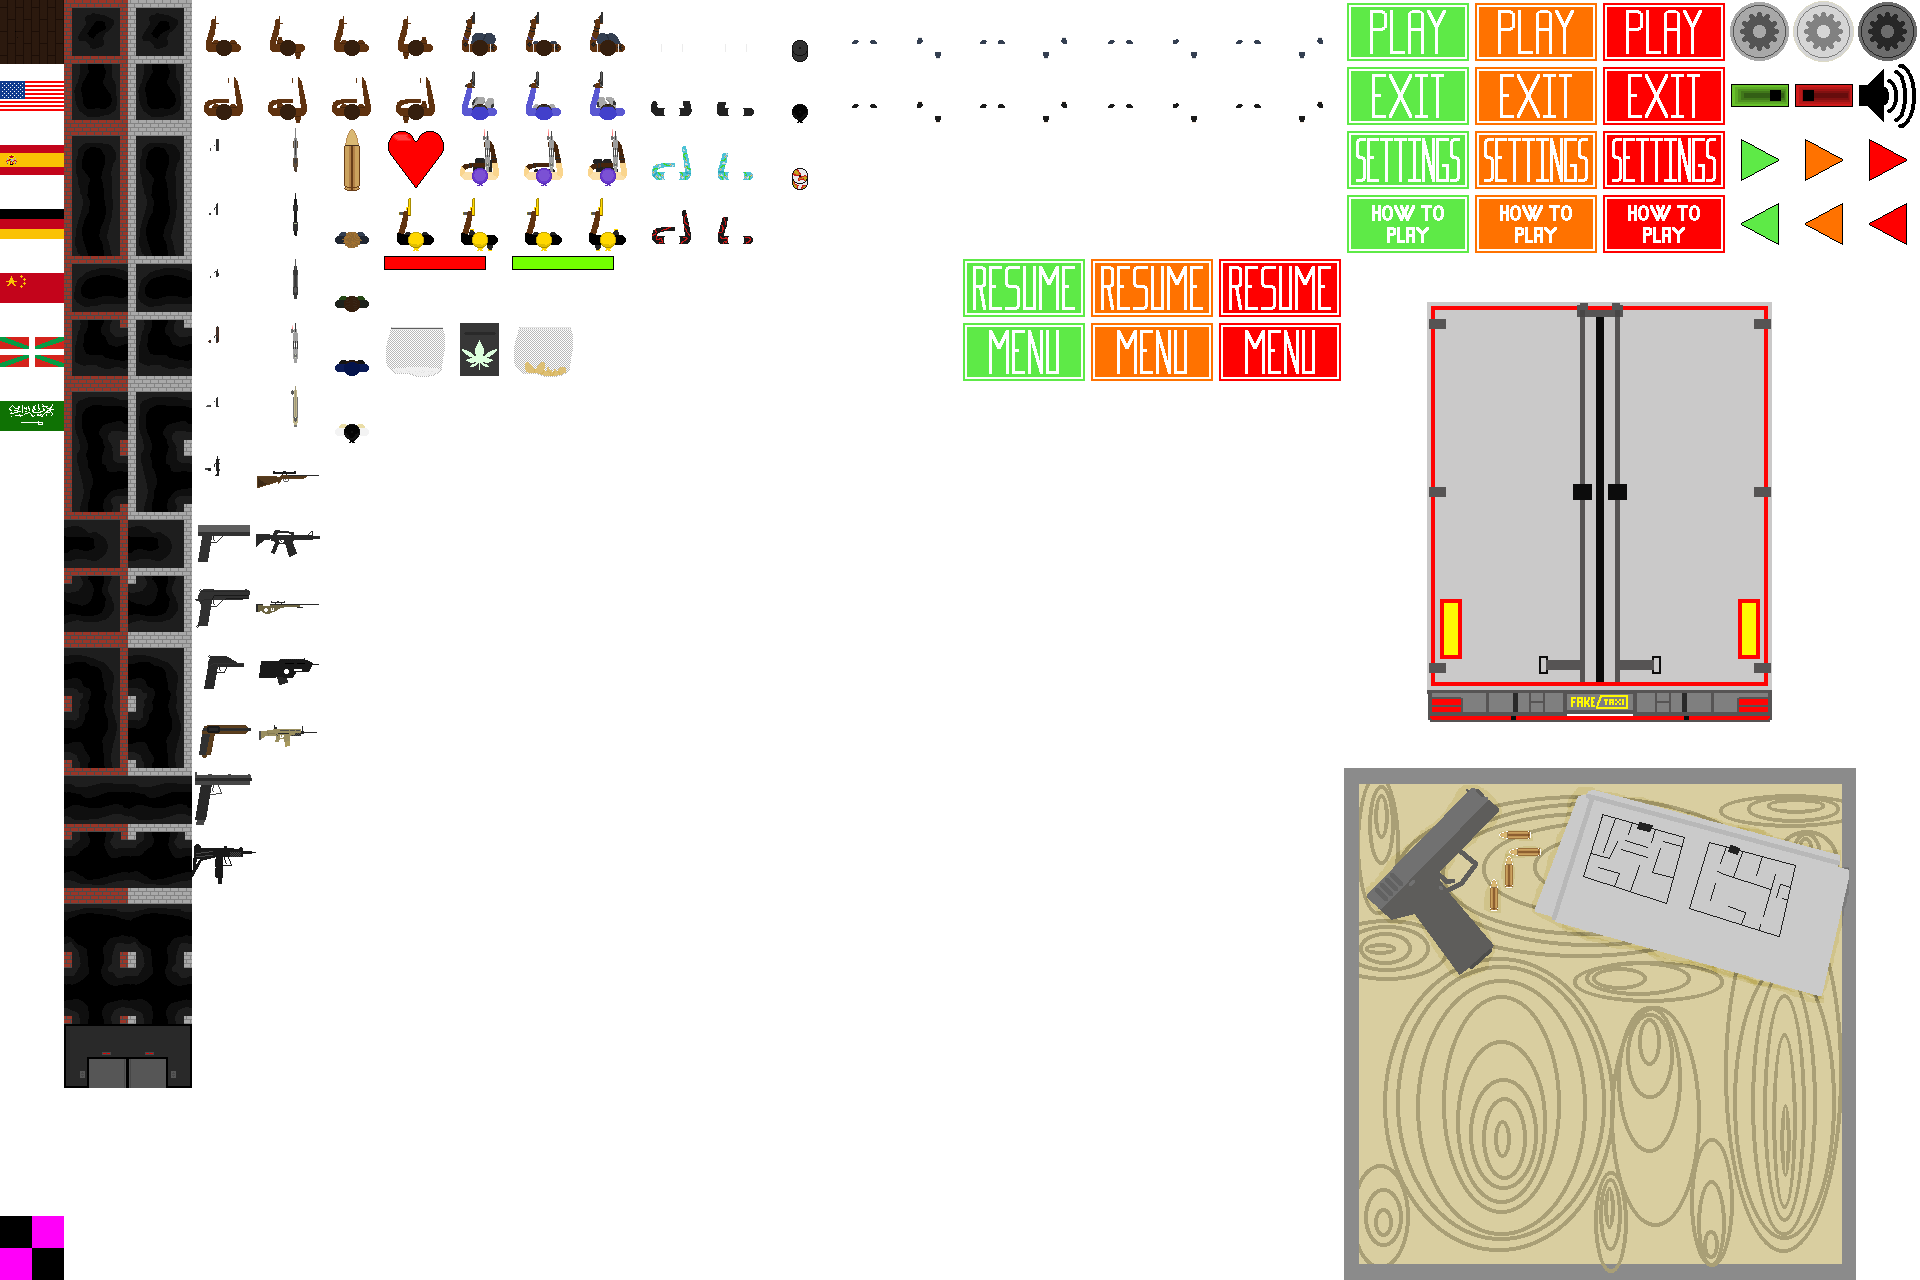 PLAY PLAY PLAY
EXIT EXIT EXIT
SETTINGS SETTINGS SETTINGS
HOW TO PLAY HOW TO PLAY HOW TO PLAY
RESUME RESUME RESUME
MENU MENU MENU
FAKE/TAXI